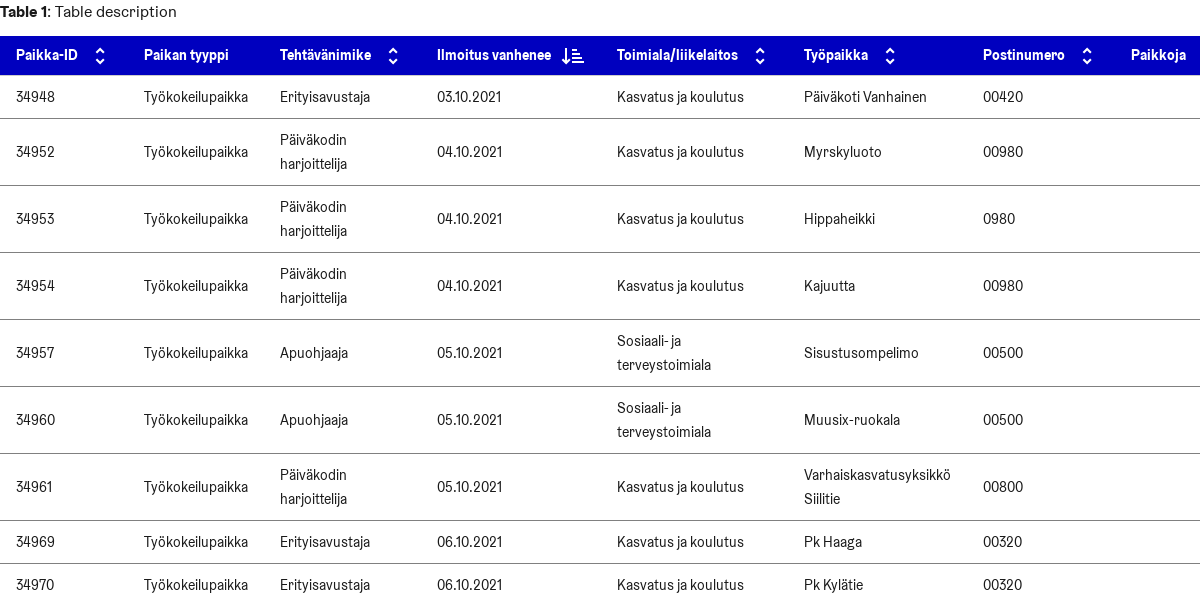 Table 1: Table description
Paikka-ID Paikan tyyppi Tehtävänimike Ilmoitus vanhenee Toimiala/liikelaitos Työpaikka Postinumero Paikkoja
34948 Työkokeilupaikka Erityisavustaja 03.10.2021 Kasvatus ja koulutus Päiväkoti Vanhainen 00420
34952 Työkokeilupaikka Päiväkodin
harjoittelija 04.10.2021 Kasvatus ja koulutus Myrskyluoto 00980
34953 Työkokeilupaikka Päiväkodin
harjoittelija 04.10.2021 Kasvatus ja koulutus Hippaheikki 0980
34954 Työkokeilupaikka Päiväkodin
harjoittelija 04.10.2021 Kasvatus ja koulutus Kajuutta 00980
34957 Työkokeilupaikka Apuohjaaja 05.10.2021 Sosiaali- ja
terveystoimiala Sisustusompelimo 00500
34960 Työkokeilupaikka Apuohjaaja 05.10.2021 Sosiaali- ja
terveystoimiala Muusix-ruokala 00500
34961 Työkokeilupaikka Päiväkodin
harjoittelija 05.10.2021 Kasvatus ja koulutus Varhaiskasvatusyksikkö
Siilitie 00800
34969 Työkokeilupaikka Erityisavustaja 06.10.2021 Kasvatus ja koulutus Pk Haaga 00320
34970 Työkokeilupaikka Erityisavustaja 06.10.2021 Kasvatus ja koulutus Pk Kylätie 00320